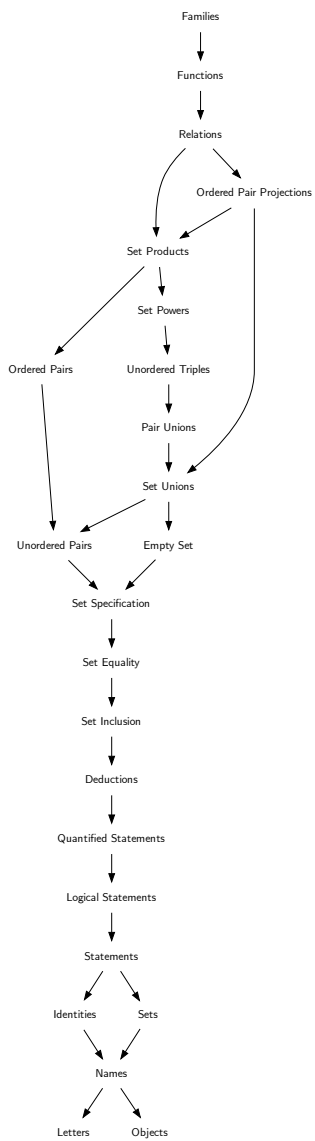 Families
Functions
Relations
Ordered Pair Projections
Set Products
Set Powers
Ordered Pairs
Unordered Triples
Pair Unions
Set Unions
Unordered Pairs
Empty Set
Set Specification
Set Equality
Set Inclusion
Deductions
Quantified Statements
Logical Statements
Statements
Identities
Sets
Names
Letters
Objects